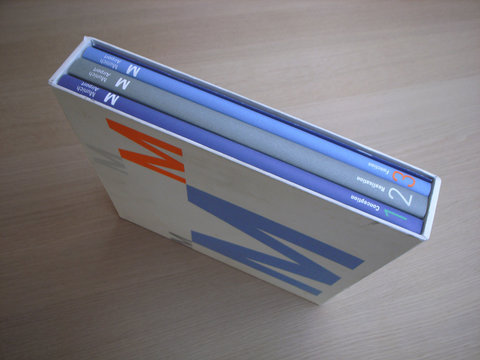 Munich
Airport
M
3
Function
Munich
Airport
M
2
Realisation
Munich
Airport
M
1
Conception
M
M